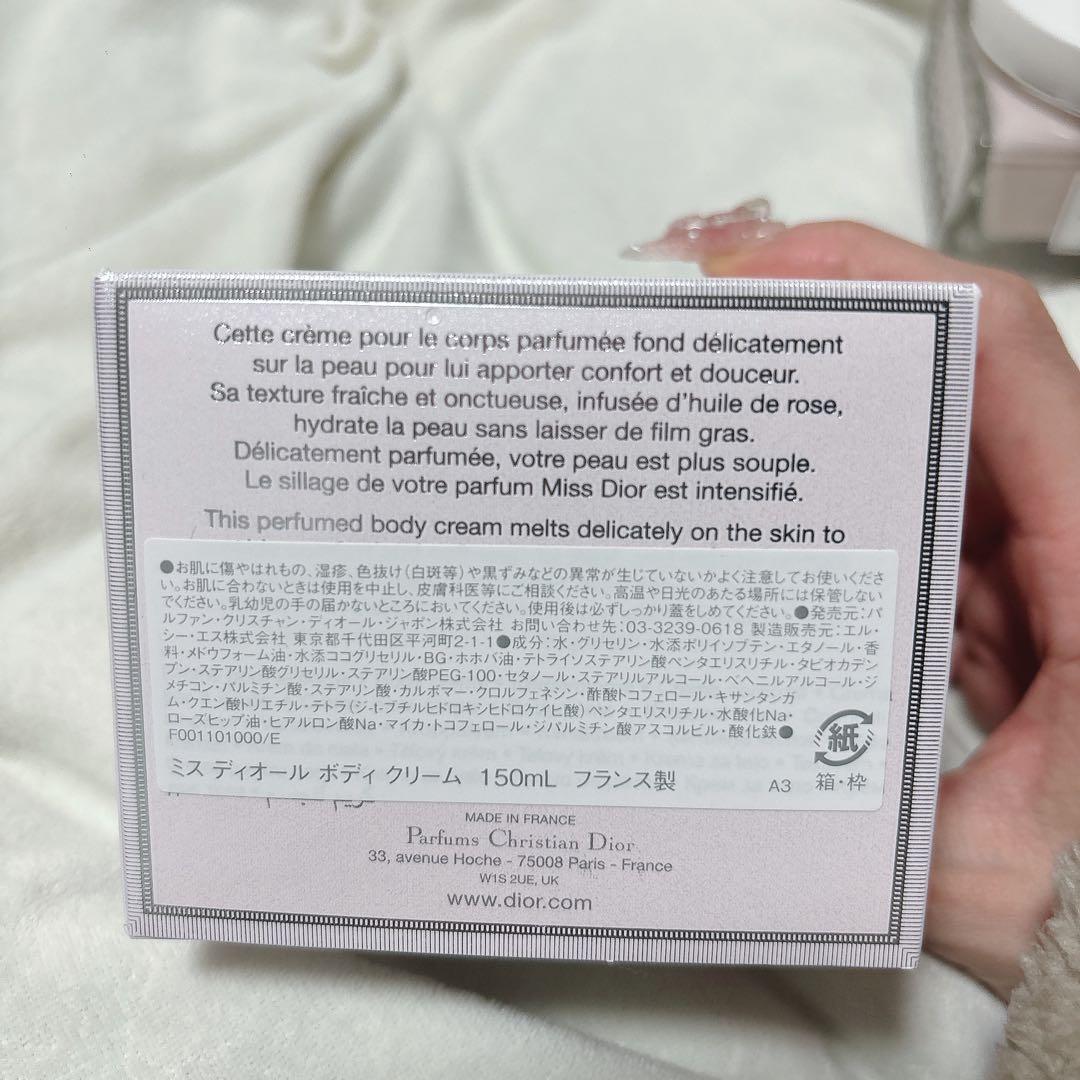 Cette crème pour le corps parfumée fond délicatement
sur la peau pour lui apporter confort et douceur.
Sa texture fraîche et onctueuse, infusée d'huile de rose,
hydrate la peau sans laisser de film gras.
Délicatement parfumée, votre peau est plus souple.
Le sillage de votre parfum Miss Dior est intensifié.
This perfumed body cream melts delicately on the skin to
●お肌に傷やはれもの、湿疹、色抜け(白斑等)や黒ずみなどの異常が生じていないかよく注意してお使いくださ
い。お肌に合わないときは使用を中止し、皮膚科医等にご相談ください。高温や日光のあたる場所には保管しない
でください。乳幼児の手の届かないところにおいてください。使用後は必ずしっかり蓋をしめてください。●発売元:パ
ルファン・クリスチャン・ディオール・ジャポン株式会社 お問い合わせ先:03-3239-0618 製造販売元:エル・
シー・エス株式会社 東京都千代田区平河町2-1-1●成分:水・グリセリン・水添ポリイソブテン・エタノール・香
料・メドウフォーム油・水添ココグリセリル・BG・ホホバ油・テトライソステアリン酸ペンタエリスリチル・タピオカデン
プン・ステアリン酸グリセリル・ステアリン酸PEG-100・セタノール・ステアリルアルコール・ベヘニルアルコール・ジ
メチコン・パルミチン酸・ステアリン酸・カルボマー・クロルフェネシン・酢酸トコフェロール・キサンタンガ
ム・クエン酸トリエチル・テトラ(ジ-t-ブチルヒドロキシヒドロケイヒ酸)ペンタエリスリチル・水酸化Na・
ローズヒップ油・ヒアルロン酸Na・マイカ・トコフェロール・ジパルミチン酸アスコルビル・酸化鉄●
F001101000/E
紙
ミス ディオール ボディ クリーム 150mL フランス製 A3 箱・枠
MADE IN FRANCE
Parfums Christian Dior
33, avenue Hoche - 75008 Paris - France
W1S 2UE, UK
www.dior.com